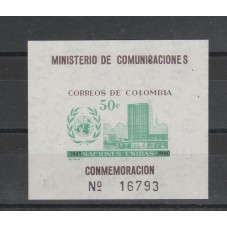 MINISTERIO DE COMUNICACIONES
CORREOS DE COLOMBIA
50c
NACIONES UNIDAS
CONMEMORACION
Nº 16793